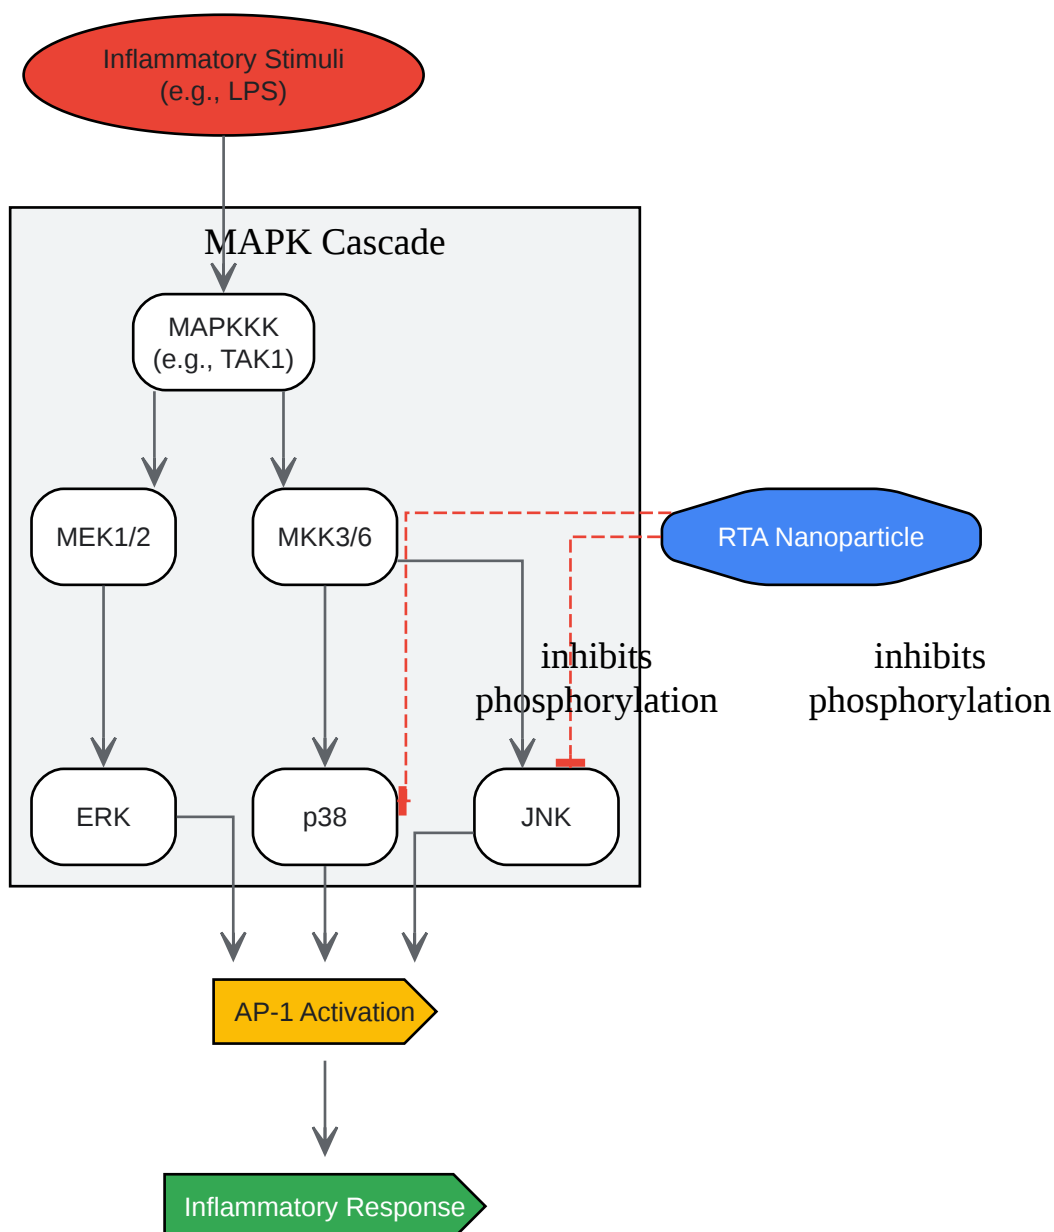 Inflammatory Stimuli
(e.g., LPS)
MAPK Cascade
MAPKKK
(e.g., TAK1)
MEK1/2
MKK3/6
RTA Nanoparticle
inhibits
phosphorylation
inhibits
phosphorylation
ERK
p38
JNK
AP-1 Activation
Inflammatory Response